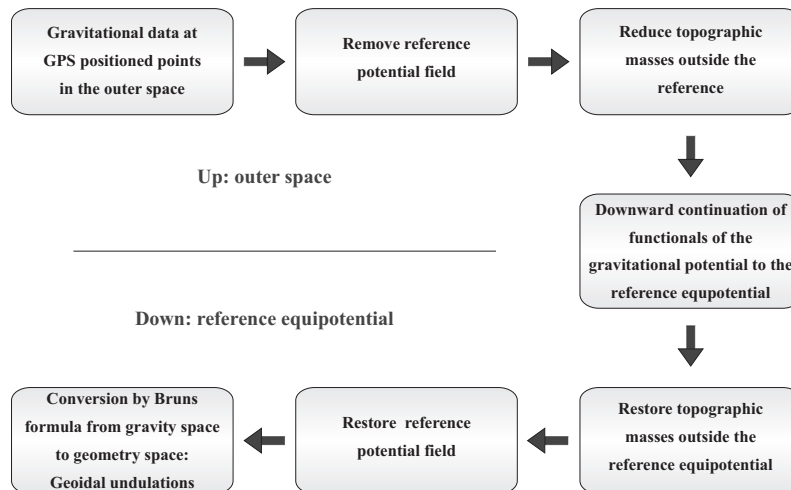 Gravitational data at
GPS positioned points
in the outer space
Remove reference
potential field
Reduce topographic
masses outside the
reference
Up: outer space
Downward continuation of
functionals of the
gravitational potential to the
reference equpotential
Down: reference equipotential
Conversion by Bruns
formula from gravity space
to geometry space:
Geoidal undulations
Restore reference
potential field
Restore topographic
masses outside the
reference equipotential